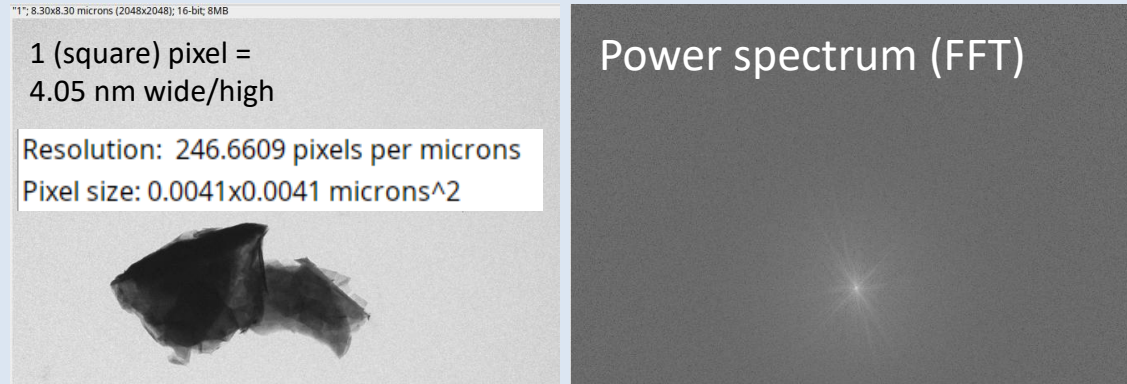 "1"; 8.30x8.30 microns (2048x2048); 16-bit; 8MB
1 (square) pixel =
4.05 nm wide/high
Resolution:  246.6609 pixels per microns
Pixel size: 0.0041x0.0041 microns^2
Power spectrum (FFT)